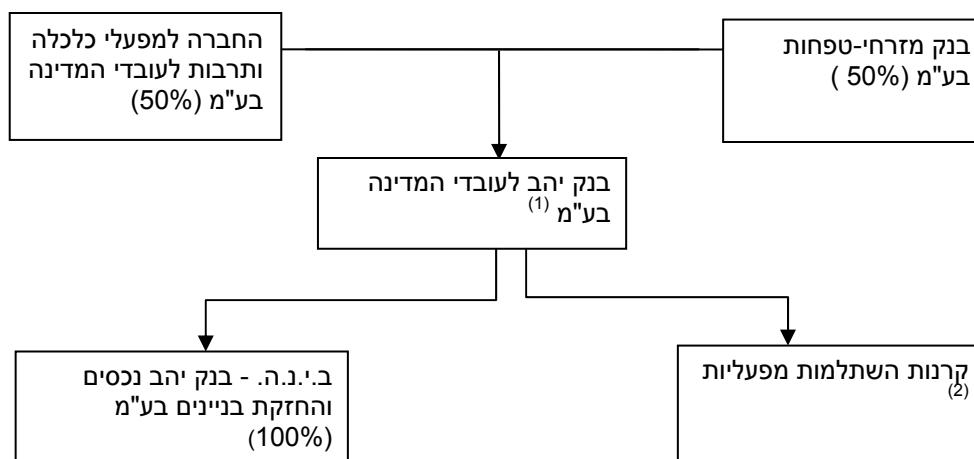 בנק מזרחי-טפחות
בע"מ (50% )
החברה למפעלי כלכלה
ותרבות לעובדי המדינה
בע"מ (50%)
בנק יהב לעובדי המדינה
בע"מ (1)
קרנות השתלמות מפעליות
(2)
ב.י.נ.ה. - בנק יהב נכסים
והחזקת בניינים בע"מ
(100%)